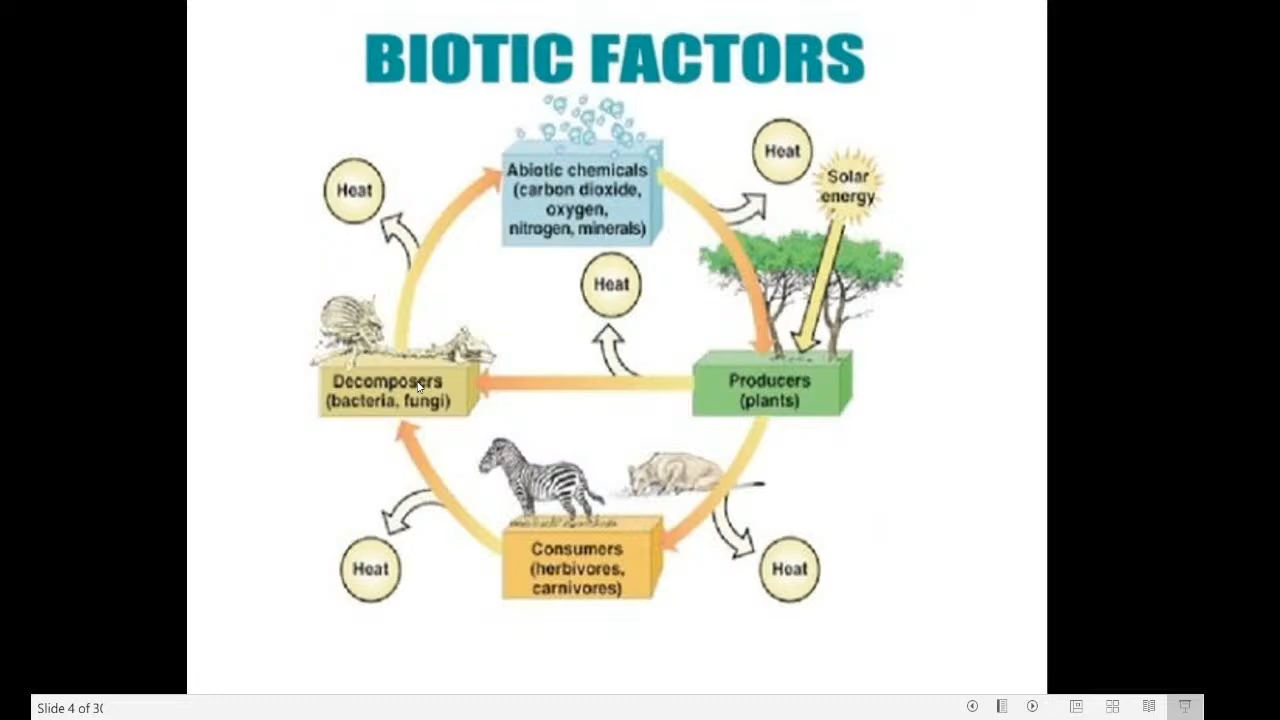 BIOTIC FACTORS
Abiotic chemicals
(carbon dioxide,
oxygen,
nitrogen, minerals)
Heat
Solar
energy
Heat
Heat
Decomposers
(bacteria, fungi)
Producers
(plants)
Consumers
(herbivores,
carnivores)
Heat
Heat
Slide 4 of 30